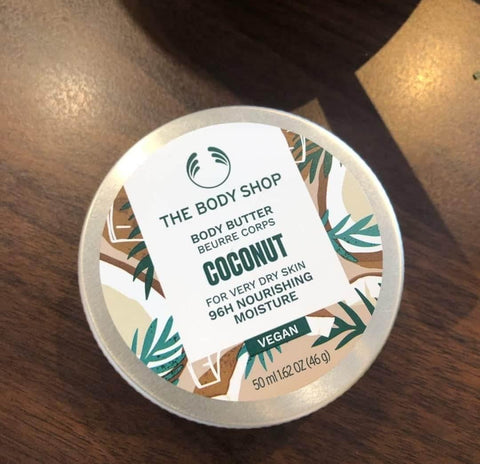 THE BODY SHOP
BODY BUTTER
BEURRE CORPS
COCONUT
FOR VERY DRY SKIN
96H NOURISHING
MOISTURE
VEGAN
50 ml 1.62 OZ (46 g)